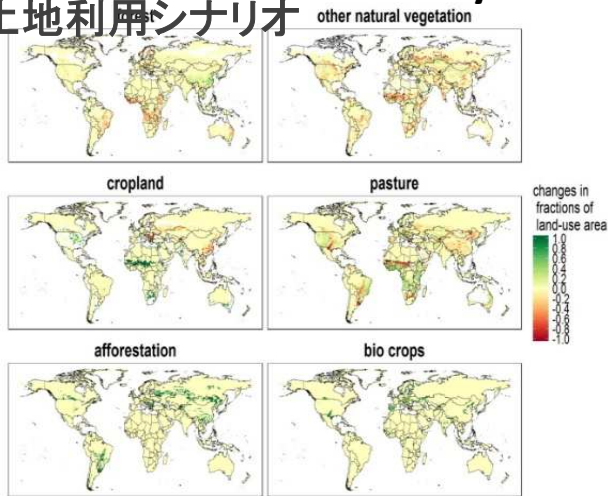 土地利用シナリオ
other natural vegetation
cropland
pasture
changes in
fractions of
land-use area
1.0
0.8
0.6
0.4
0.2
0.0
-0.2
-0.4
-0.6
-0.8
-1.0
afforestation
bio crops